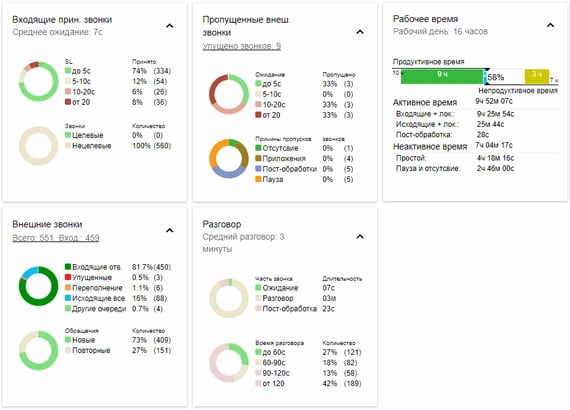 Входящие прин. звонки
Среднее ожидание: 7с
SL Принято
до 5с 74% (334)
5-10с 12% (54)
10-20с 6% (26)
от 20 8% (36)
Звонки Количество
Целевые 0% (0)
Нецелевые 100% (560)
Пропущенные внеш. звонки
Упущено звонков: 9
Ожидание Пропущено
до 5с 33% (3)
5-10с 0% (0)
10-20с 33% (3)
от 20с 33% (3)
Причины пропусков звонков
Отсутсвие 0% (1)
Приложения 0% (4)
Пост-обработки 0% (5)
Пауза 0% (5)
Рабочее время
Рабочий день: 16 часов
Продуктивное время
10 ч 9 ч 58% 3 ч 7 ч
Непродуктивное время
Активное время 9ч 52м 07с
Входящие + лок.: 9ч 25м 54с
Исходящие + лок.: 25м 44с
Пост-обработка: 28с
Неактивное время 7ч 04м 17с
Простой: 4ч 18м 16с
Пауза и отсутсвие: 2ч 46м 00с
Внешние звонки
Всего: 551 Вход.: 459
Количество
Входящие отв. 81.7% (450)
Упущенные 0.5% (3)
Переполнение 1.1% (6)
Исходящие все 16% (88)
Другие очереди 0.7% (4)
Обращения Количество
Новые 73% (409)
Повторные 27% (151)
Разговор
Средний разговор: 3 минуты
Часть звонка Длительность
Ожидание 07с
Разговор 03м
Пост-обработка 23с
Время разговора Количество
до 60с 27% (121)
60-90с 18% (82)
90-120с 13% (58)
от 120 42% (189)